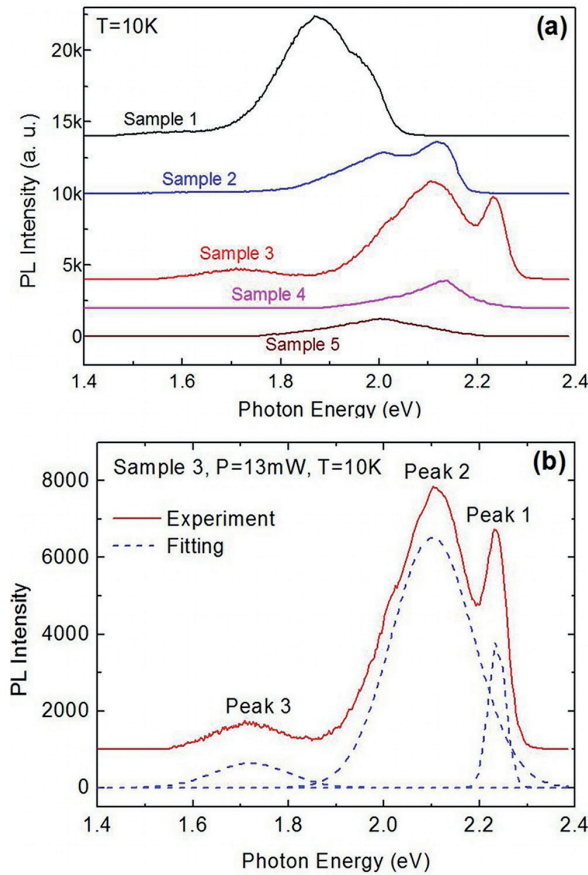 T=10K
(a)
20k
15k
10k
5k
0
PL Intensity (a. u.)
Sample 1
Sample 2
Sample 3
Sample 4
Sample 5
1.4 1.6 1.8 2.0 2.2 2.4
Photon Energy (eV)
(b)
Sample 3, P=13mW, T=10K
Experiment
Fitting
Peak 2
Peak 1
Peak 3
8000
6000
4000
2000
0
PL Intensity
1.4 1.6 1.8 2.0 2.2 2.4
Photon Energy (eV)